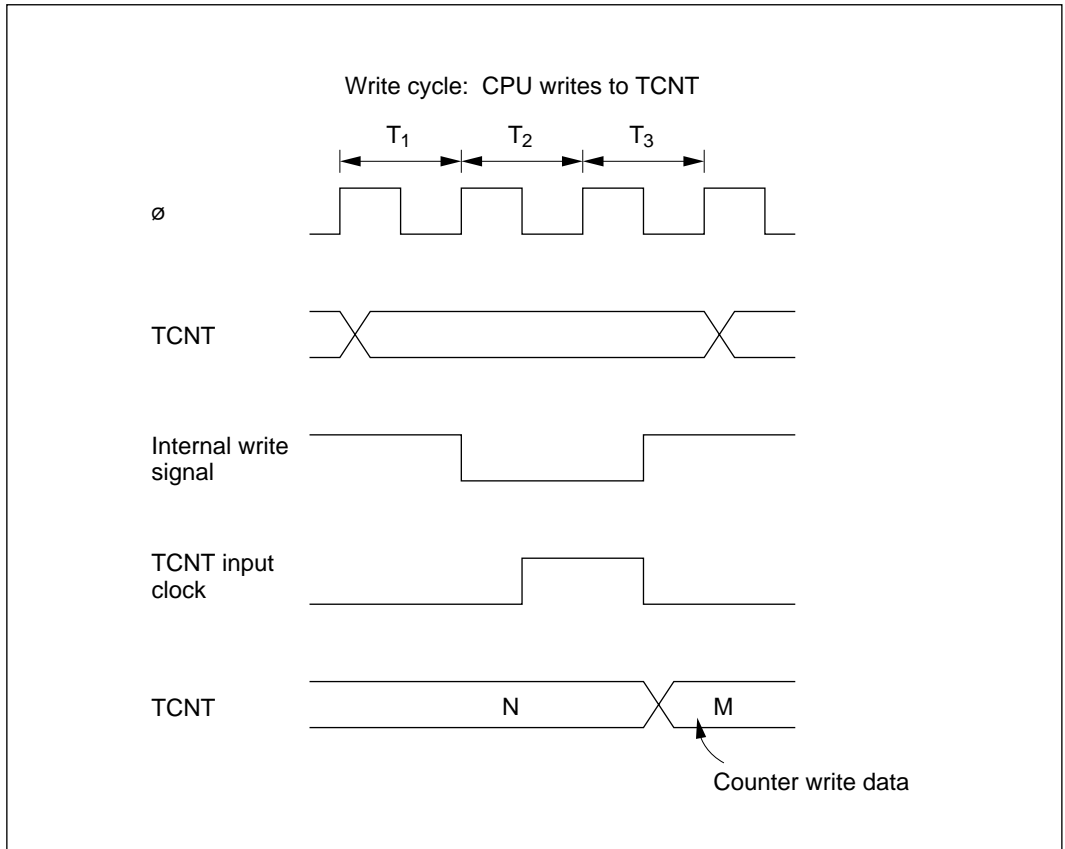 Write cycle: CPU writes to TCNT
T1 T2 T3
ø
TCNT
Internal write
signal
TCNT input
clock
TCNT N M
Counter write data